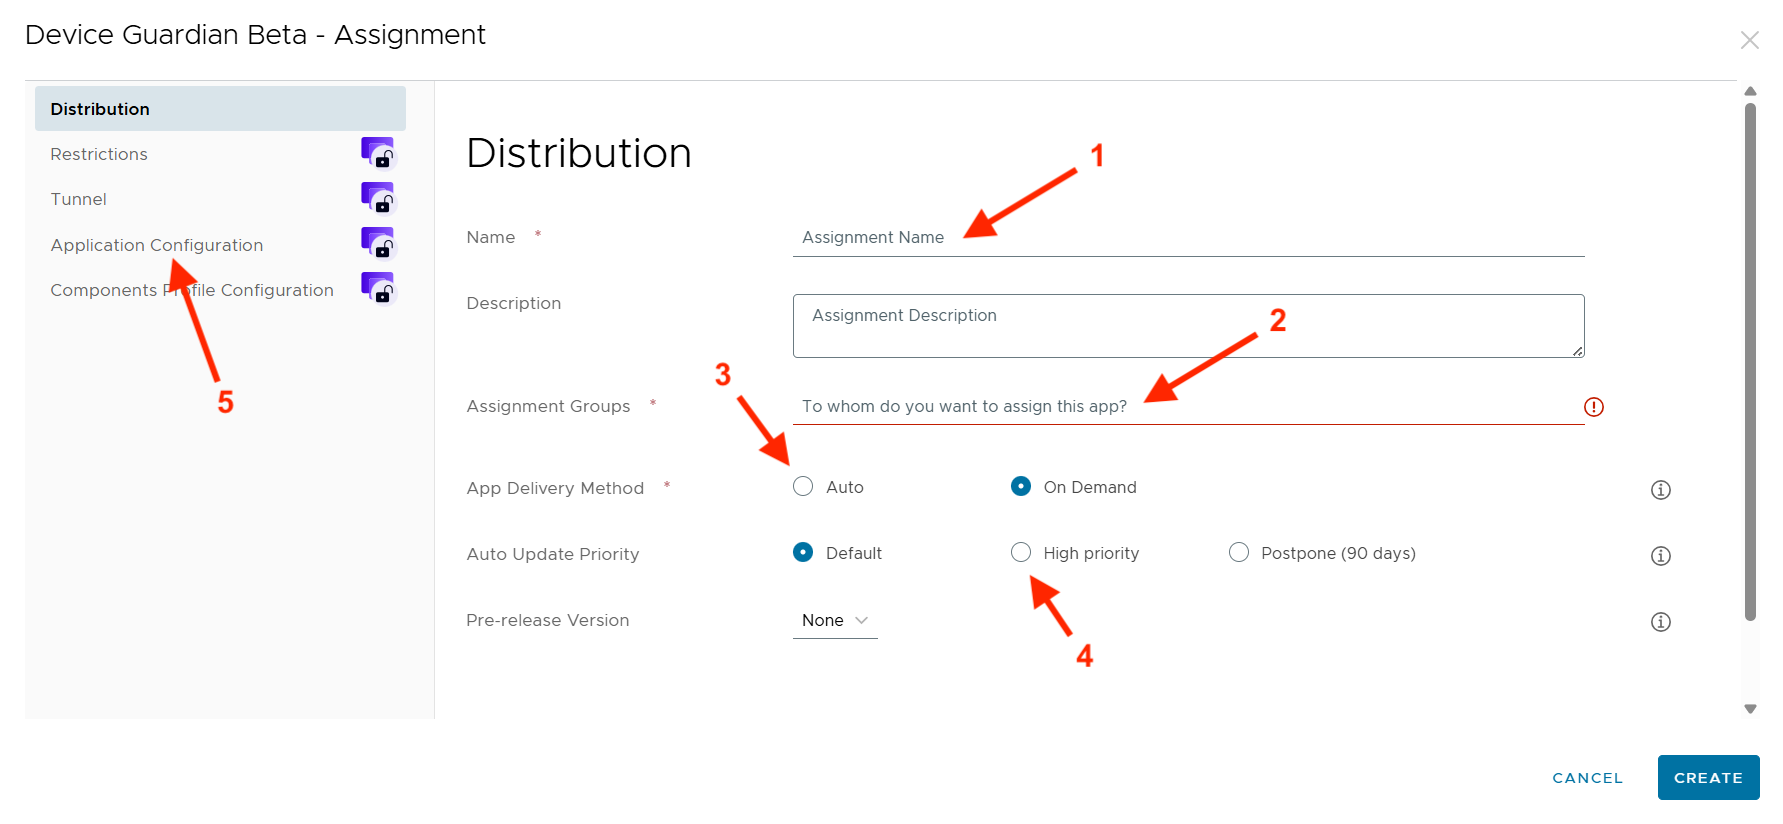 Device Guardian Beta - Assignment
Distribution
Restrictions
Tunnel
Application Configuration
Components Profile Configuration
5
Distribution
1
Name *
Assignment Name
Description
Assignment Description
2
3
Assignment Groups *
To whom do you want to assign this app?
App Delivery Method *
Auto
On Demand
Auto Update Priority
Default
High priority
Postpone (90 days)
Pre-release Version
None
4
CANCEL
CREATE